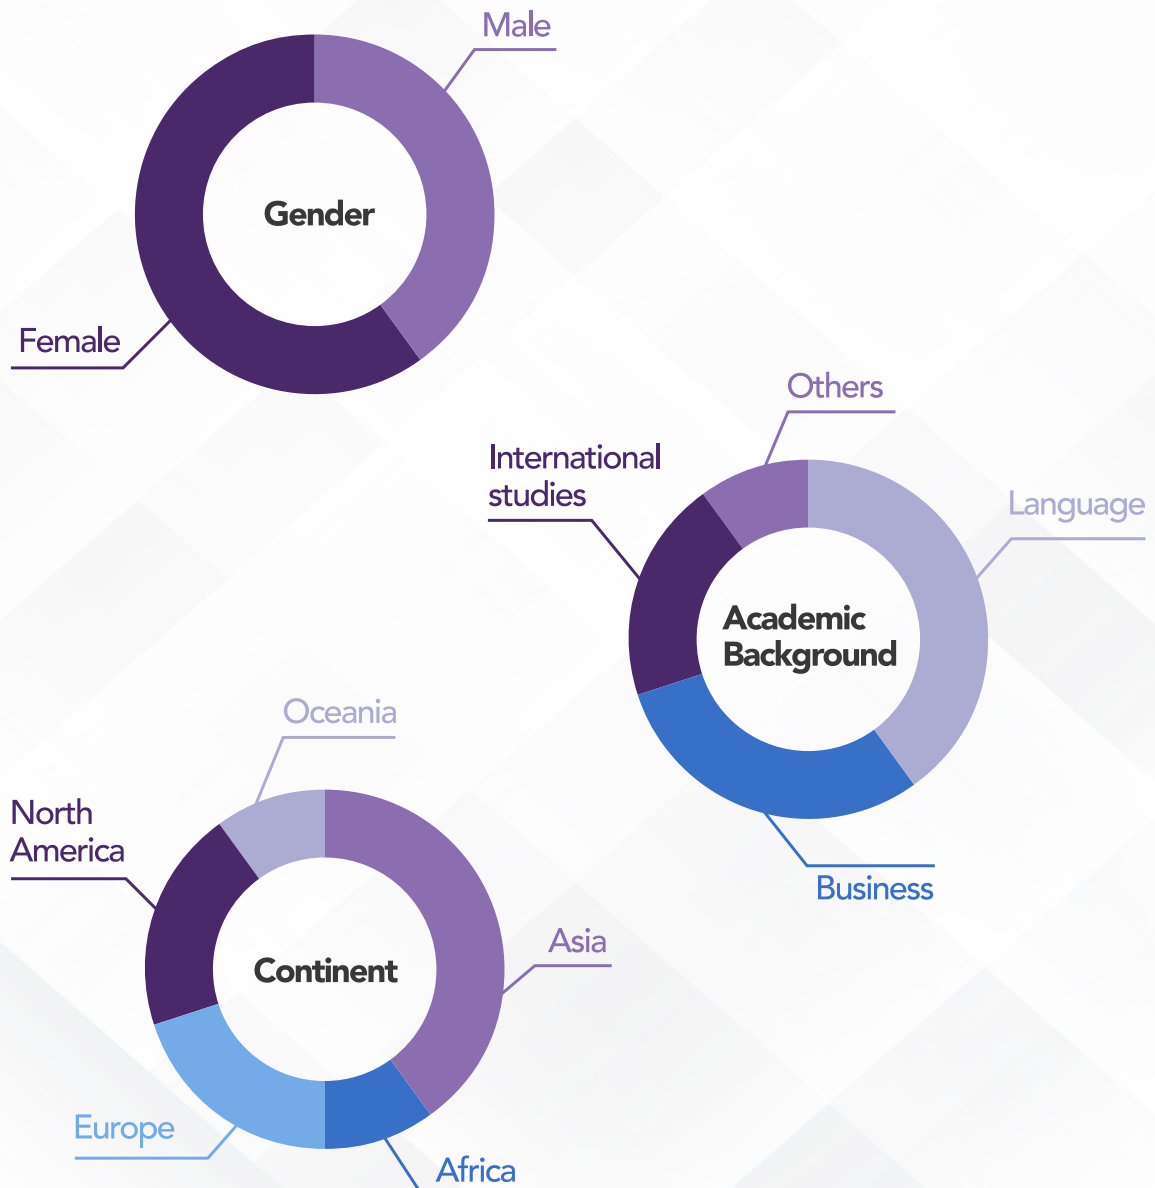 Male
Gender
Female
Others
International
studies
Language
Academic
Background
Business
Oceania
North
America
Asia
Continent
Europe
Africa